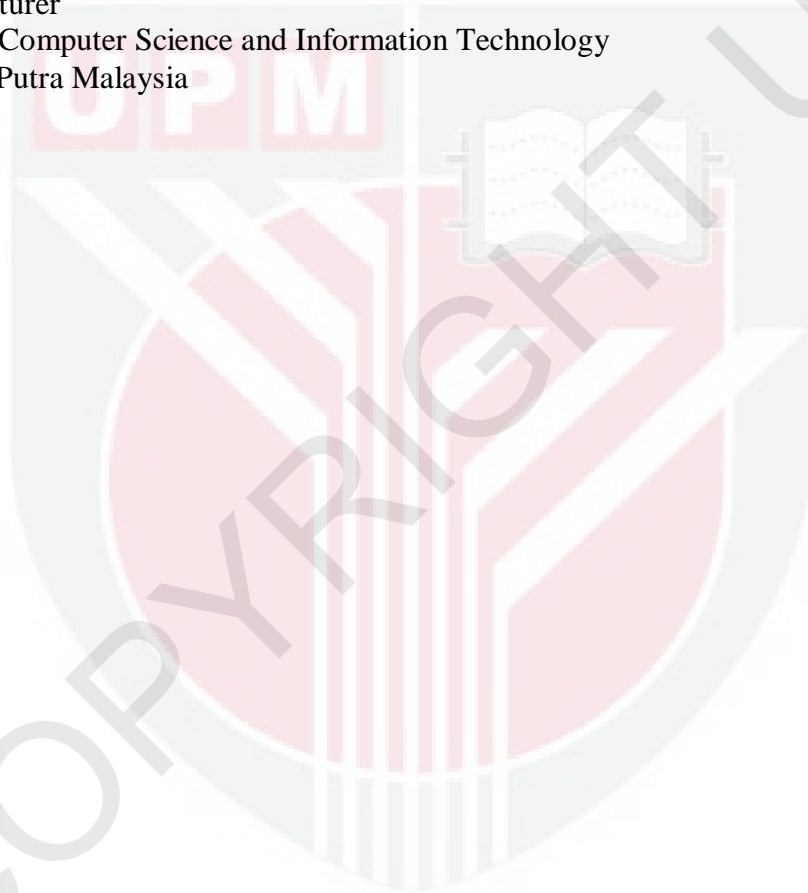 turer
Computer Science and Information Technology
Putra Malaysia
UPM
COPYRIGHT U